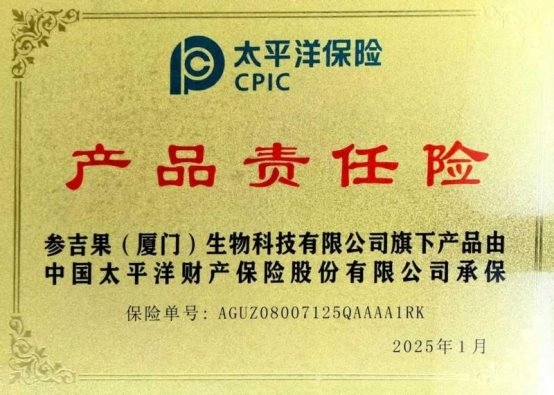 太平洋保险
CPIC
产品责任险
参吉果（厦门）生物科技有限公司旗下产品由
中国太平洋财产保险股份有限公司承保
保险单号: AGUZ08007125QAAAA1RK
2025年1月